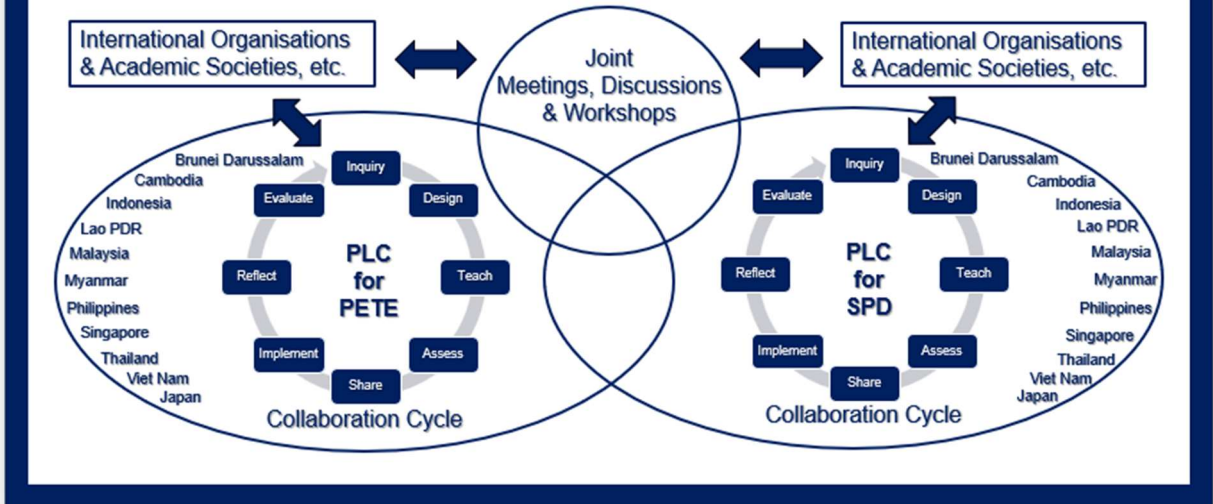 International Organisations
& Academic Societies, etc.
Joint
Meetings, Discussions
& Workshops
International Organisations
& Academic Societies, etc.
Brunei Darussalam
Cambodia
Indonesia
Lao PDR
Malaysia
Myanmar
Philippines
Singapore
Thailand
Viet Nam
Japan
Inquiry
Design
Teach
Assess
Share
Implement
Reflect
Evaluate
PLC
for
PETE
Collaboration Cycle
Inquiry
Design
Teach
Assess
Share
Implement
Reflect
Evaluate
PLC
for
SPD
Collaboration Cycle
Brunei Darussalam
Cambodia
Indonesia
Lao PDR
Malaysia
Myanmar
Philippines
Singapore
Thailand
Viet Nam
Japan